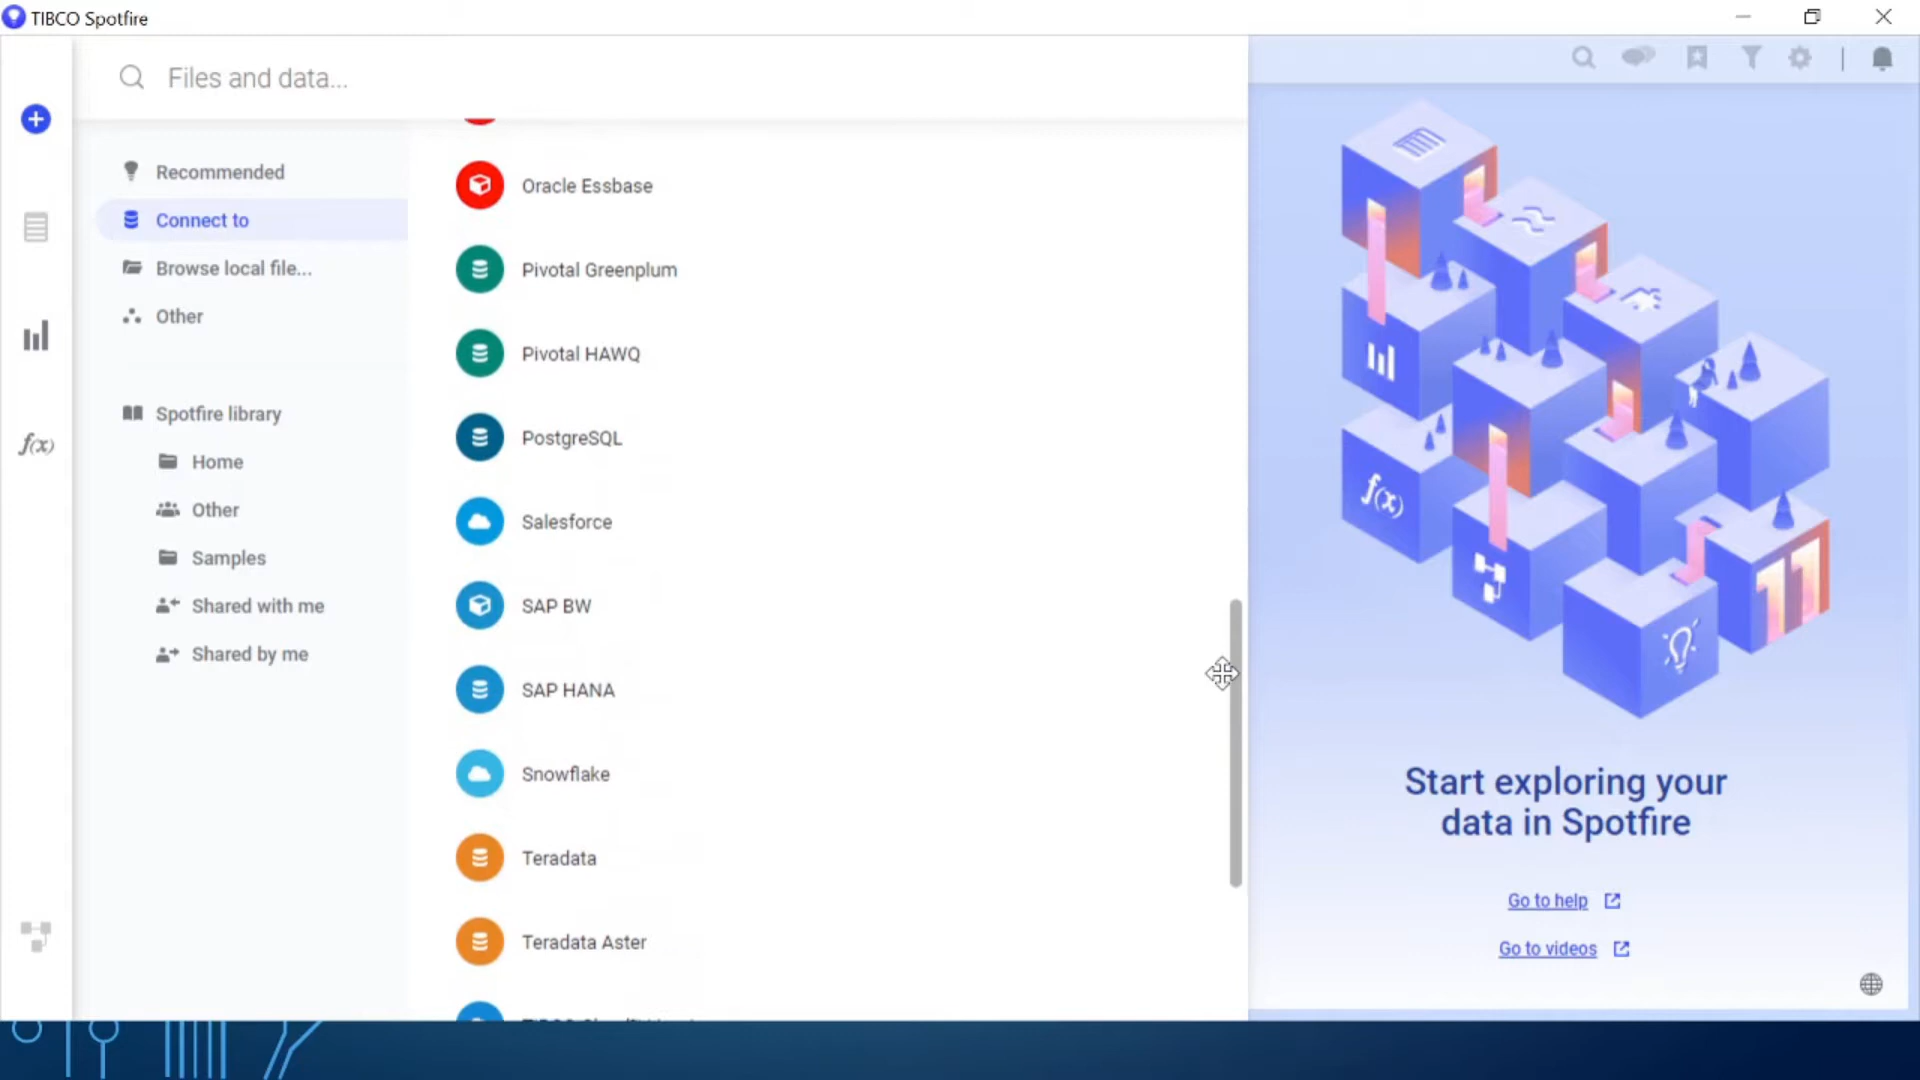 TIBCO Spotfire
Files and data...
Recommended
Connect to
Browse local file...
Other
Spotfire library
Home
Other
Samples
Shared with me
Shared by me
f(x)
Oracle Essbase
Pivotal Greenplum
Pivotal HAWQ
PostgreSQL
Salesforce
SAP BW
SAP HANA
Snowflake
Teradata
Teradata Aster
f(x)
Start exploring your
data in Spotfire
Go to help
Go to videos